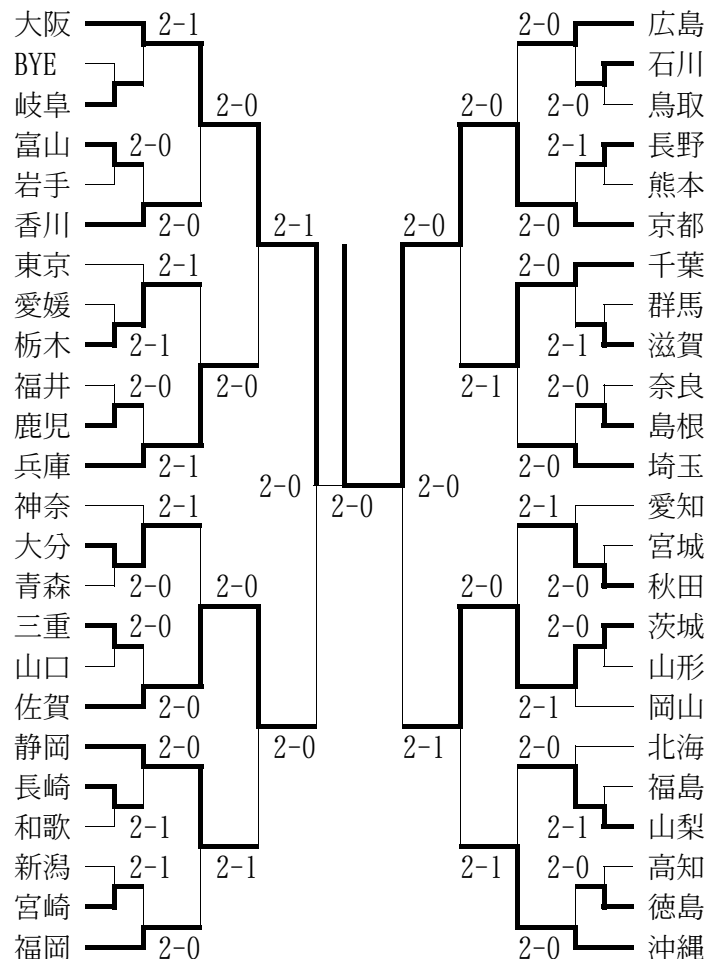 大阪 2-1 2-0 広島
BYE 石川
岐阜 2-0 2-0 2-0 鳥取
富山 2-0 2-1 長野
岩手 熊本
香川 2-0 2-1 2-0 2-0 京都
東京 2-1 2-0 千葉
愛媛 群馬
栃木 2-1 2-1 滋賀
福井 2-0 2-0 2-1 2-0 奈良
鹿児 島根
兵庫 2-1 2-0 埼玉
神奈 2-1 2-0 2-0 2-0 2-1 愛知
大分 宮城
青森 2-0 2-0 2-0 2-0 秋田
三重 2-0 2-0 茨城
山口 山形
佐賀 2-0 2-1 岡山
静岡 2-0 2-0 2-1 2-0 北海
長崎 福島
和歌 2-1 2-1 山梨
新潟 2-1 2-1 2-1 2-0 高知
宮崎 徳島
福岡 2-0 2-0 沖縄